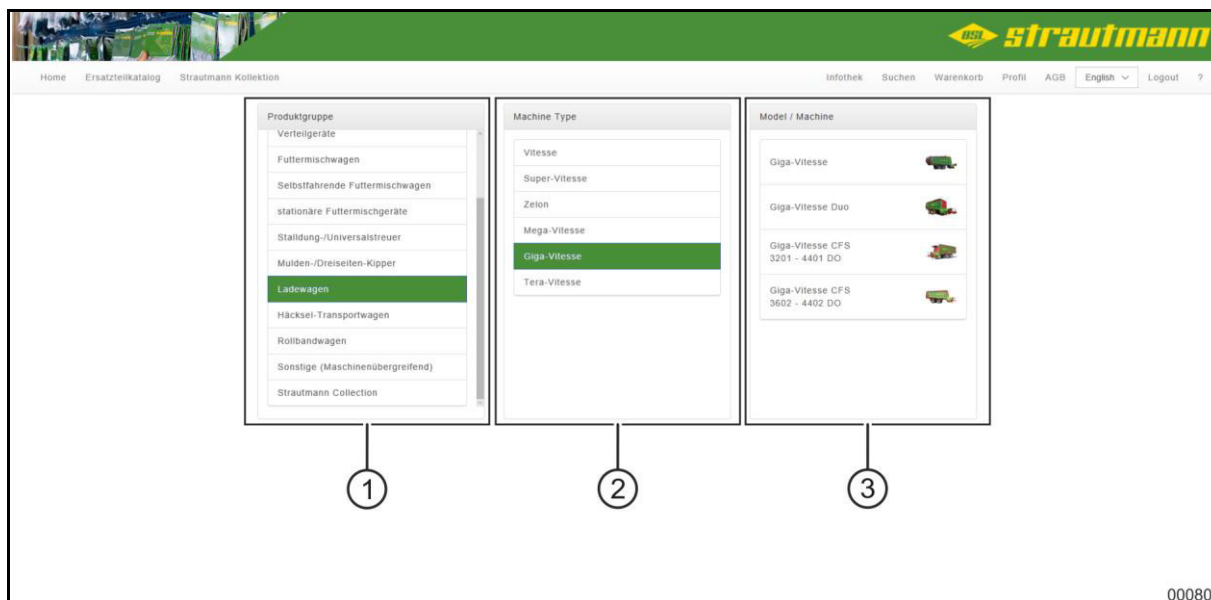 BSL strautmann
Home Ersatzteilkatalog Strautmann Kollektion Infothek Suchen Warenkorb Profil AGB English Logout ?
Produktgruppe
Verteilgeräte
Futtermischwagen
Selbstfahrende Futtermischwagen
stationäre Futtermischgeräte
Stalldung-/Universalstreuer
Mulden-/Dreiseiten-Kipper
Ladewagen
Häcksel-Transportwagen
Rollbandwagen
Sonstige (Maschinenübergreifend)
Strautmann Collection
Machine Type
Vitesse
Super-Vitesse
Zelon
Mega-Vitesse
Giga-Vitesse
Tera-Vitesse
Model / Machine
Giga-Vitesse
Giga-Vitesse Duo
Giga-Vitesse CFS
3201 - 4401 DO
Giga-Vitesse CFS
3602 - 4402 DO
1
2
3
00080